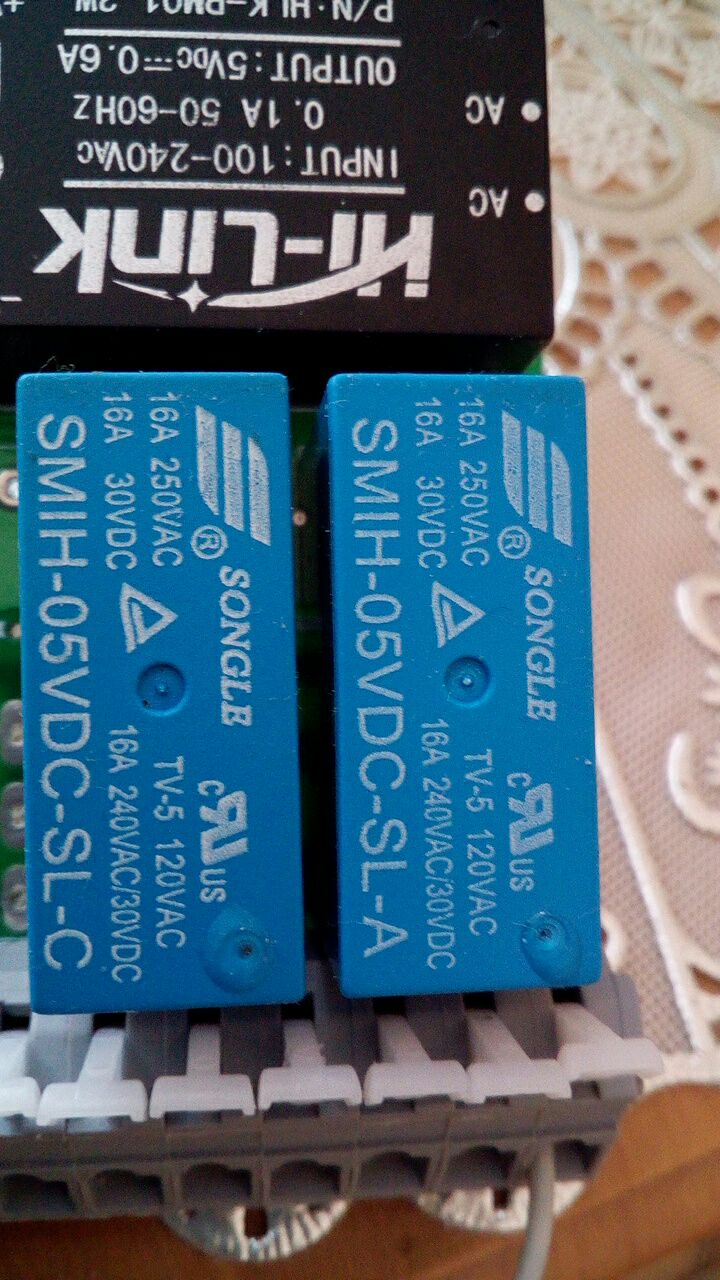 Hi-Link
INPUT:100-240VAC
0.1A 50-60HZ
OUTPUT:5VDC⎓0.6A
P/N:HLK-PM01 3W
AC
AC
® SONGLE
c RU US
16A 250VAC
TV-5 120VAC
16A 30VDC
16A 240VAC/30VDC
SMIH-05VDC-SL-C
® SONGLE
c RU US
16A 250VAC
TV-5 120VAC
16A 30VDC
16A 240VAC/30VDC
SMIH-05VDC-SL-A